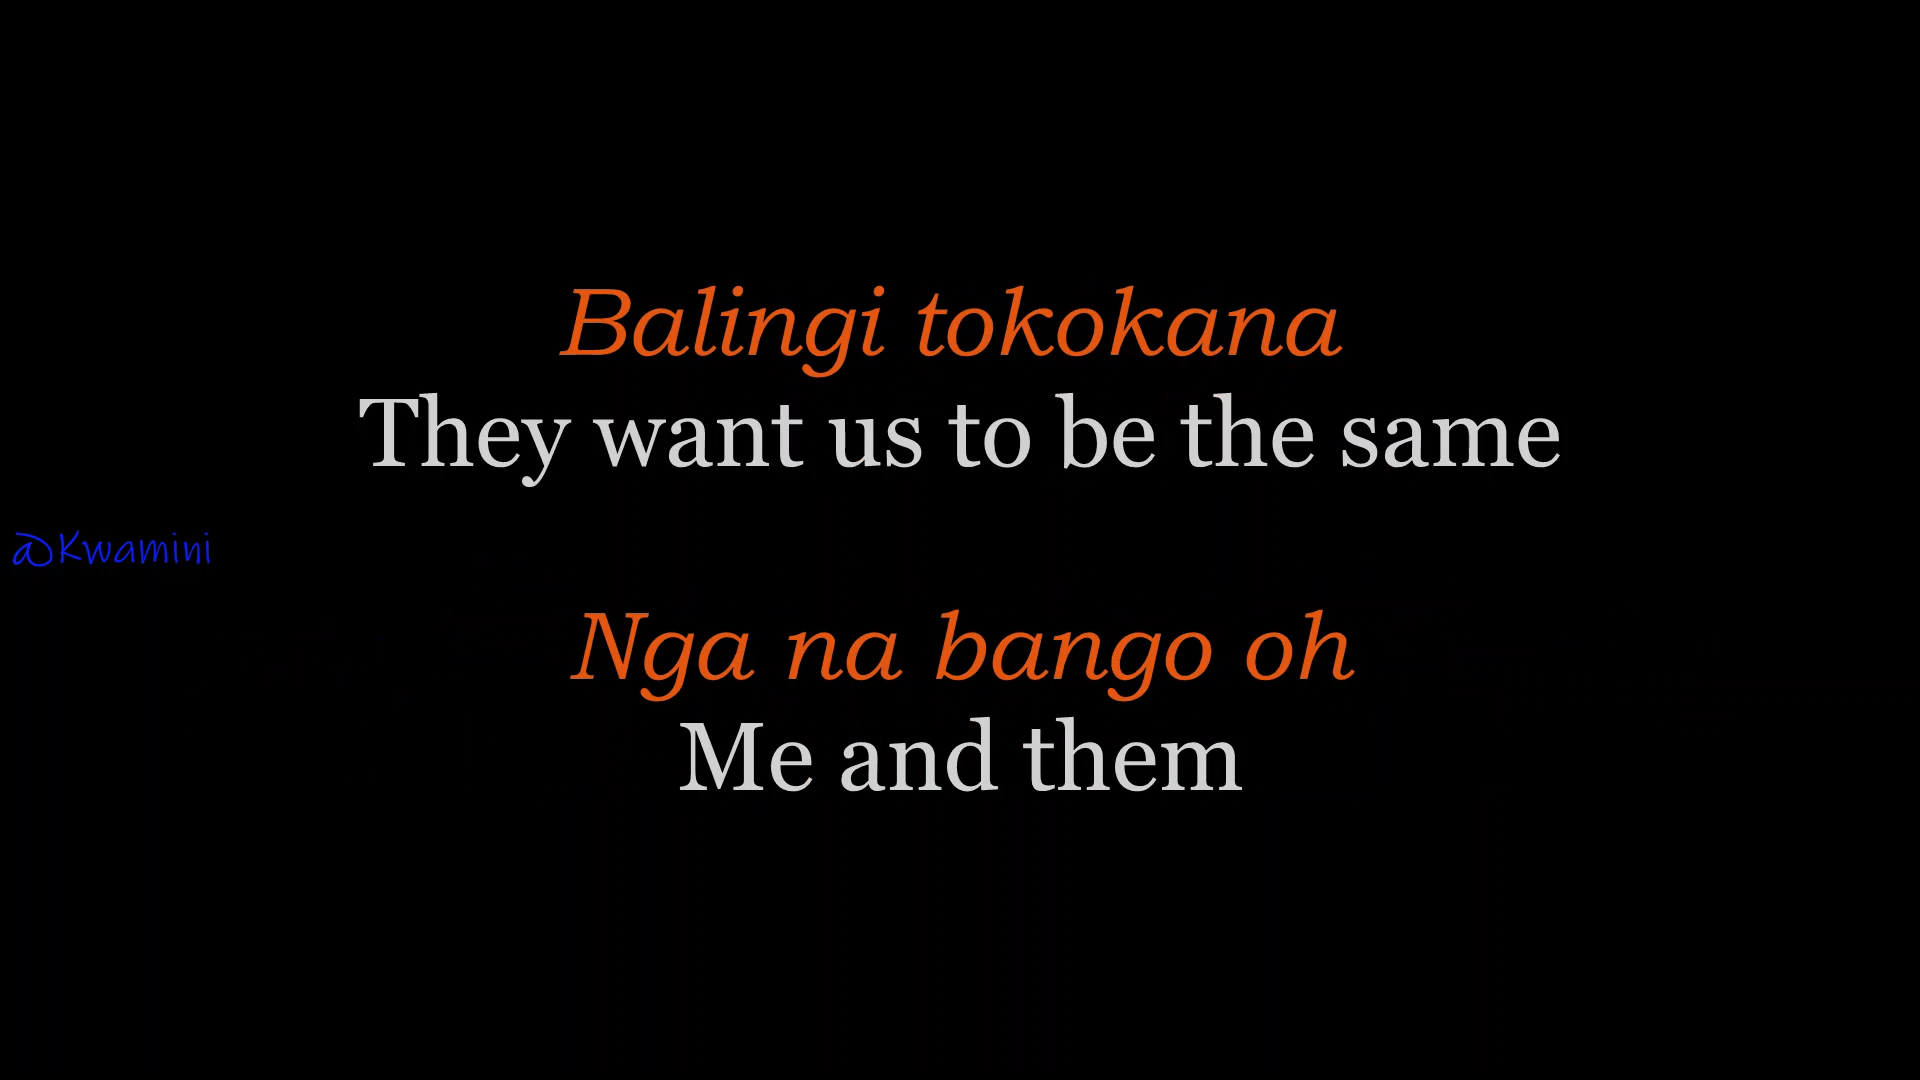 Balingi tokokana
They want us to be the same
@Kwamini
Nga na bango oh
Me and them